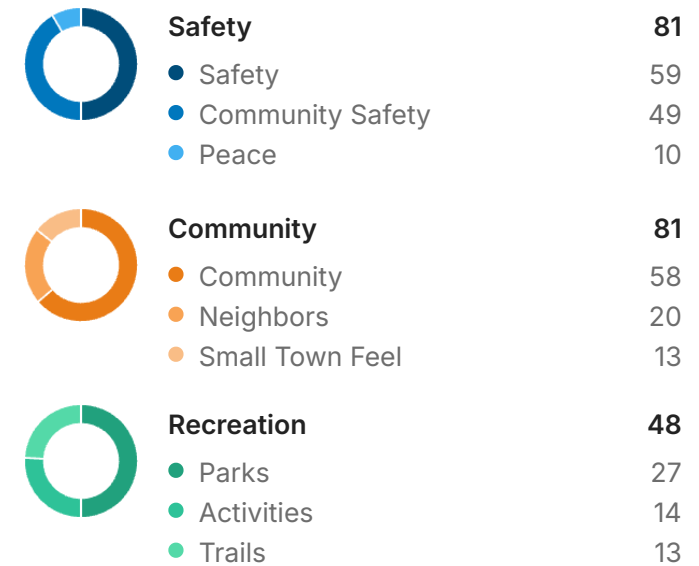 Safety 81
Safety 59
Community Safety 49
Peace 10
Community 81
Community 58
Neighbors 20
Small Town Feel 13
Recreation 48
Parks 27
Activities 14
Trails 13